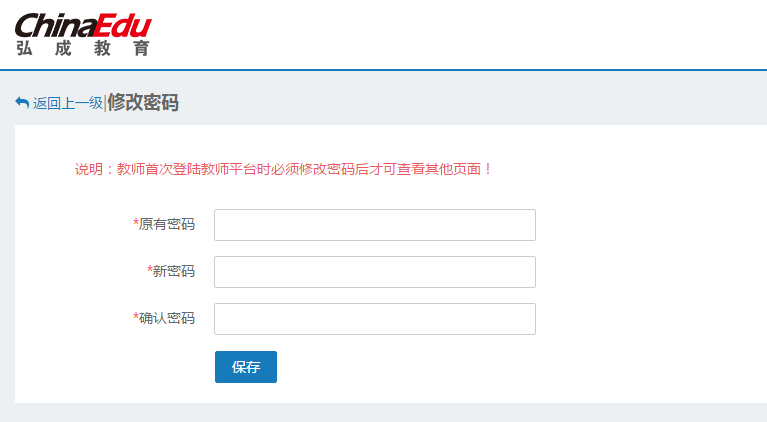 ChinaEdu
弘成教育
返回上一级|修改密码
说明：教师首次登陆教师平台时必须修改密码后才可查看其他页面！
*原有密码
*新密码
*确认密码
保存